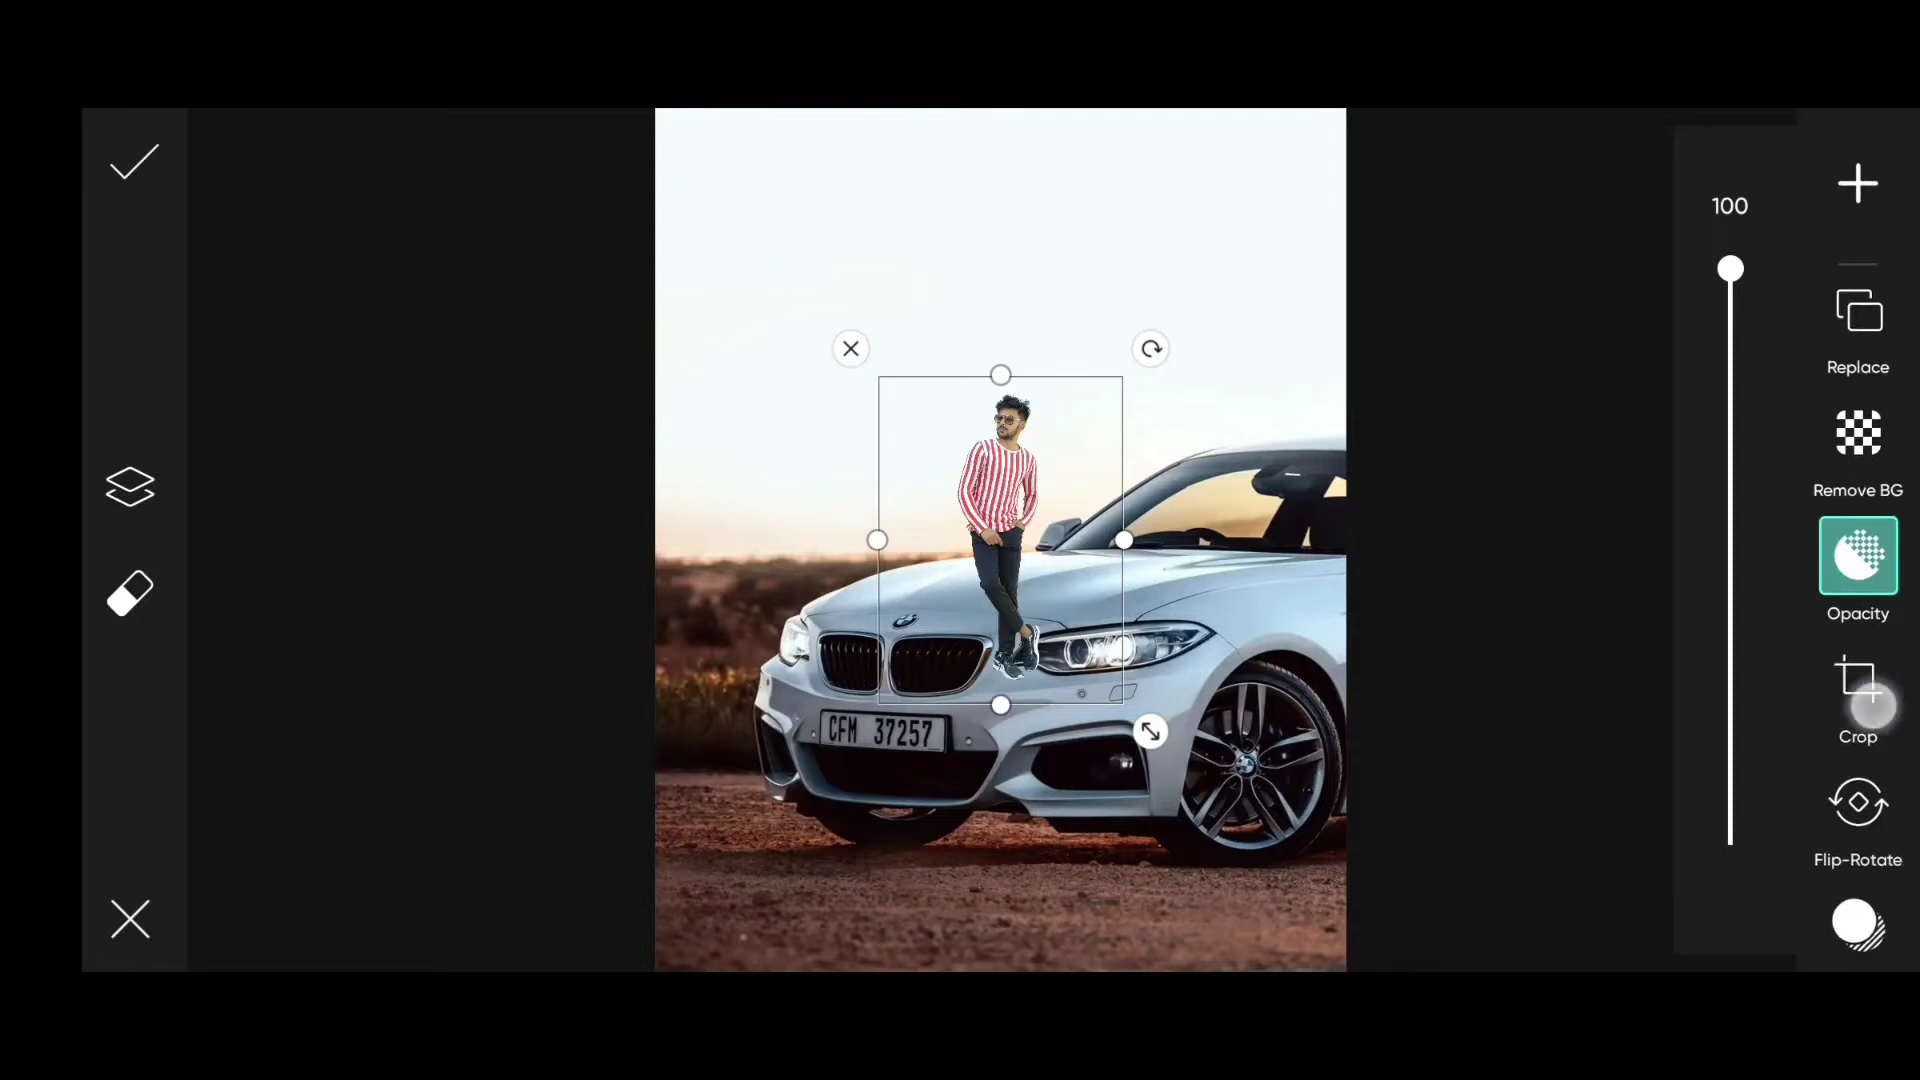 100
Replace
Remove BG
Opacity
Crop
Flip-Rotate
CFM 37257